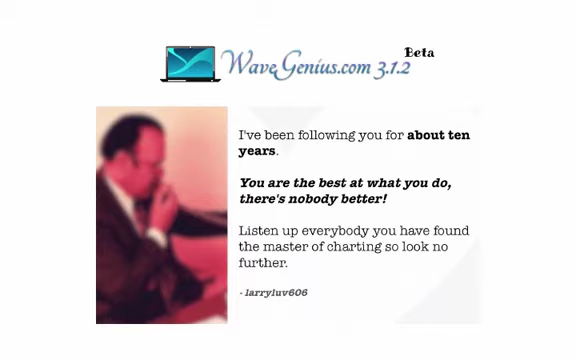 WaveGenius.com 3.1.2 Beta
I've been following you for about ten
years.
You are the best at what you do,
there's nobody better!
Listen up everybody you have found
the master of charting so look no
further.
- larryluv606